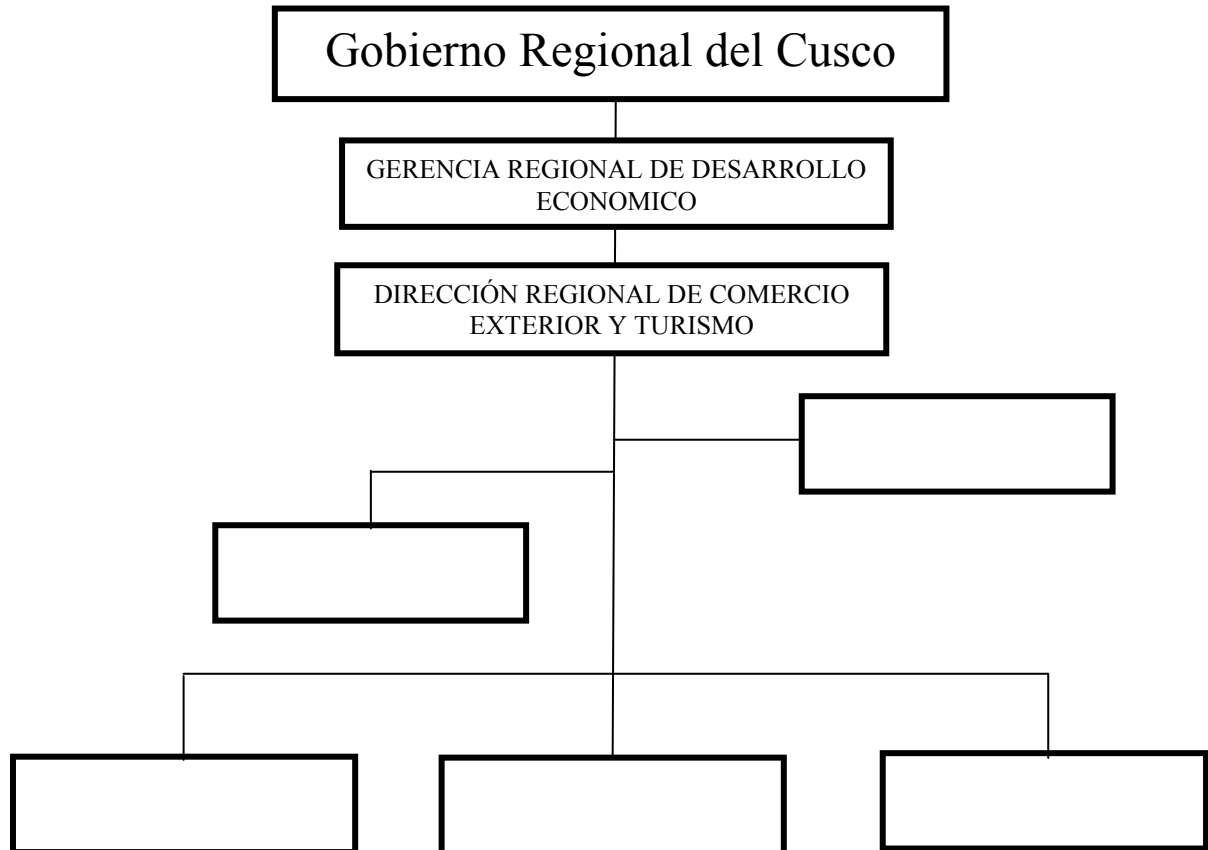 Gobierno Regional del Cusco
GERENCIA REGIONAL DE DESARROLLO
ECONOMICO
DIRECCIÓN REGIONAL DE COMERCIO
EXTERIOR Y TURISMO